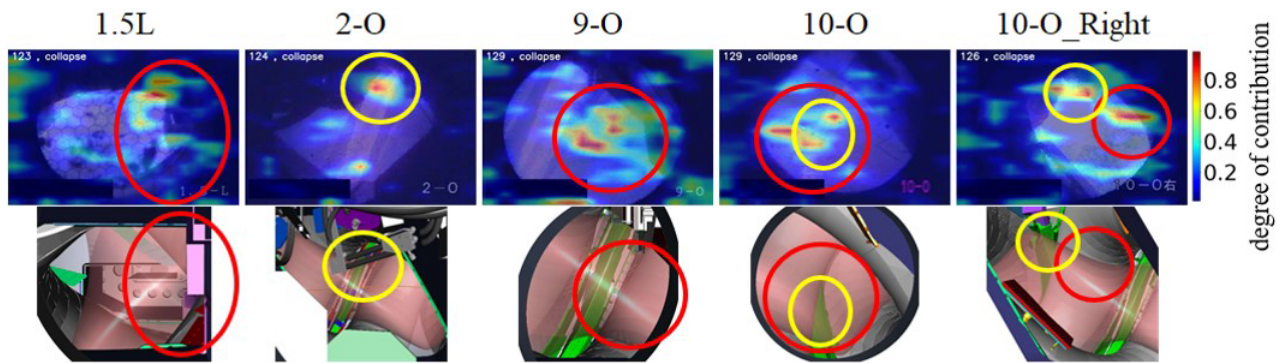 1.5L
2-O
9-O
10-O
10-O_Right
123 , collapse
124 , collapse
129 , collapse
129 , collapse
126 , collapse
2-O
9-O
10-O
0.8
0.6
0.4
0.2
degree of contribution